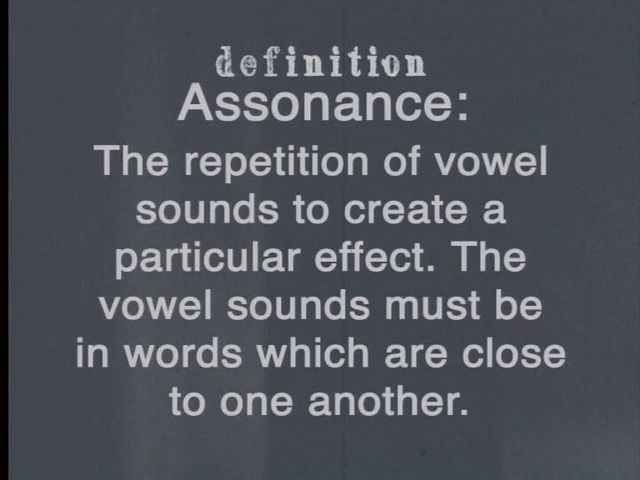 definition
Assonance:
The repetition of vowel
sounds to create a
particular effect. The
vowel sounds must be
in words which are close
to one another.